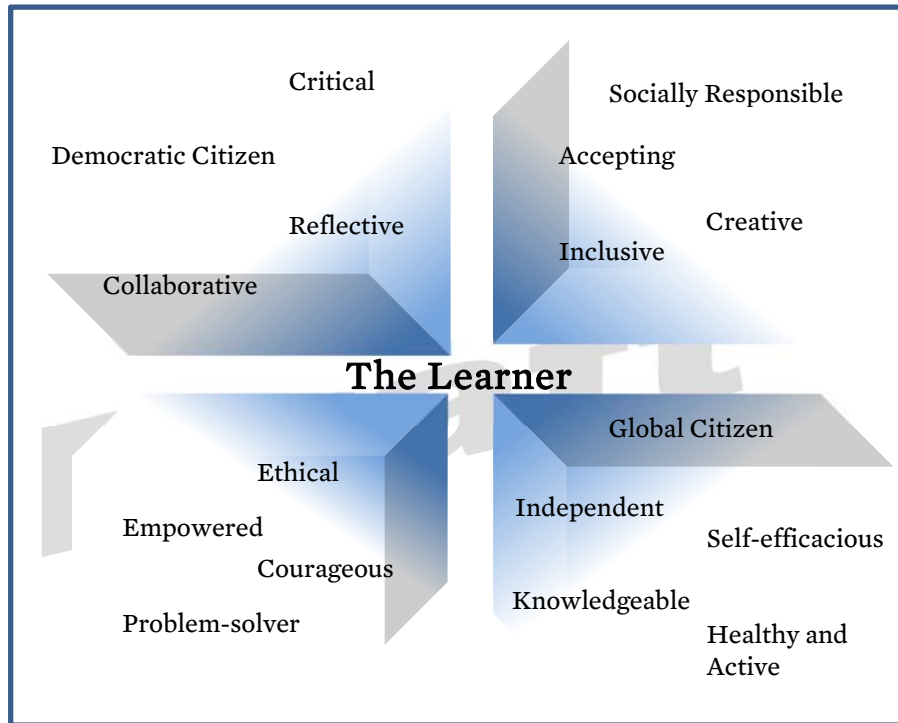 Critical
Socially Responsible
Democratic Citizen
Accepting
Reflective
Creative
Inclusive
Collaborative
The Learner
Global Citizen
Ethical
Independent
Empowered
Self-efficacious
Courageous
Knowledgeable
Problem-solver
Healthy and
Active